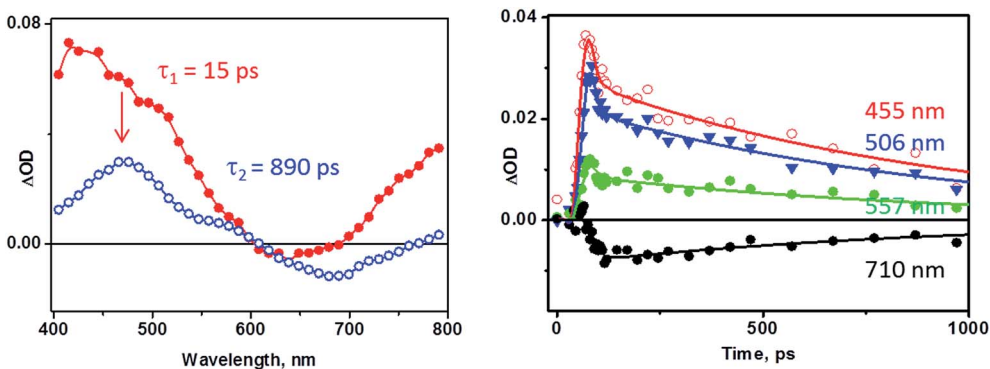 0.08
τ₁ = 15 ps
τ₂ = 890 ps
ΔOD
0.00
400 500 600 700 800
Wavelength, nm
0.04
0.02
ΔOD
0.00
455 nm
506 nm
557 nm
710 nm
0 500 1000
Time, ps